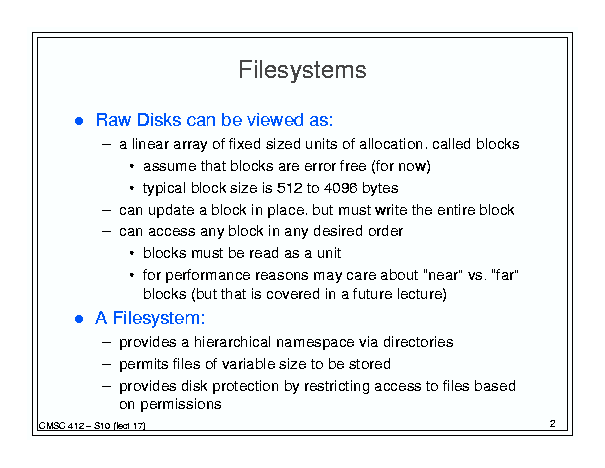 Filesystems
● Raw Disks can be viewed as:
– a linear array of fixed sized units of allocation, called blocks
• assume that blocks are error free (for now)
• typical block size is 512 to 4096 bytes
– can update a block in place, but must write the entire block
– can access any block in any desired order
• blocks must be read as a unit
• for performance reasons may care about "near" vs. "far"
blocks (but that is covered in a future lecture)
● A Filesystem:
– provides a hierarchical namespace via directories
– permits files of variable size to be stored
– provides disk protection by restricting access to files based
on permissions
CMSC 412 – S10 (lect 17)
2